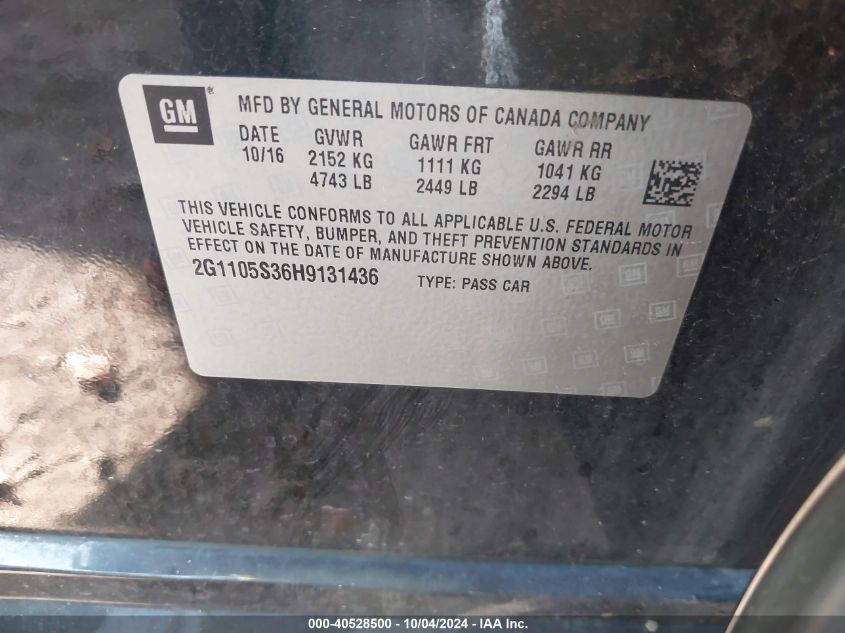 GM ® MFD BY GENERAL MOTORS OF CANADA COMPANY
DATE GVWR GAWR FRT GAWR RR
10/16 2152 KG 1111 KG 1041 KG
4743 LB 2449 LB 2294 LB
THIS VEHICLE CONFORMS TO ALL APPLICABLE U.S. FEDERAL MOTOR
VEHICLE SAFETY, BUMPER, AND THEFT PREVENTION STANDARDS IN
EFFECT ON THE DATE OF MANUFACTURE SHOWN ABOVE.
2G1105S36H9131436 TYPE: PASS CAR
000-40528500 - 10/04/2024 - IAA Inc.